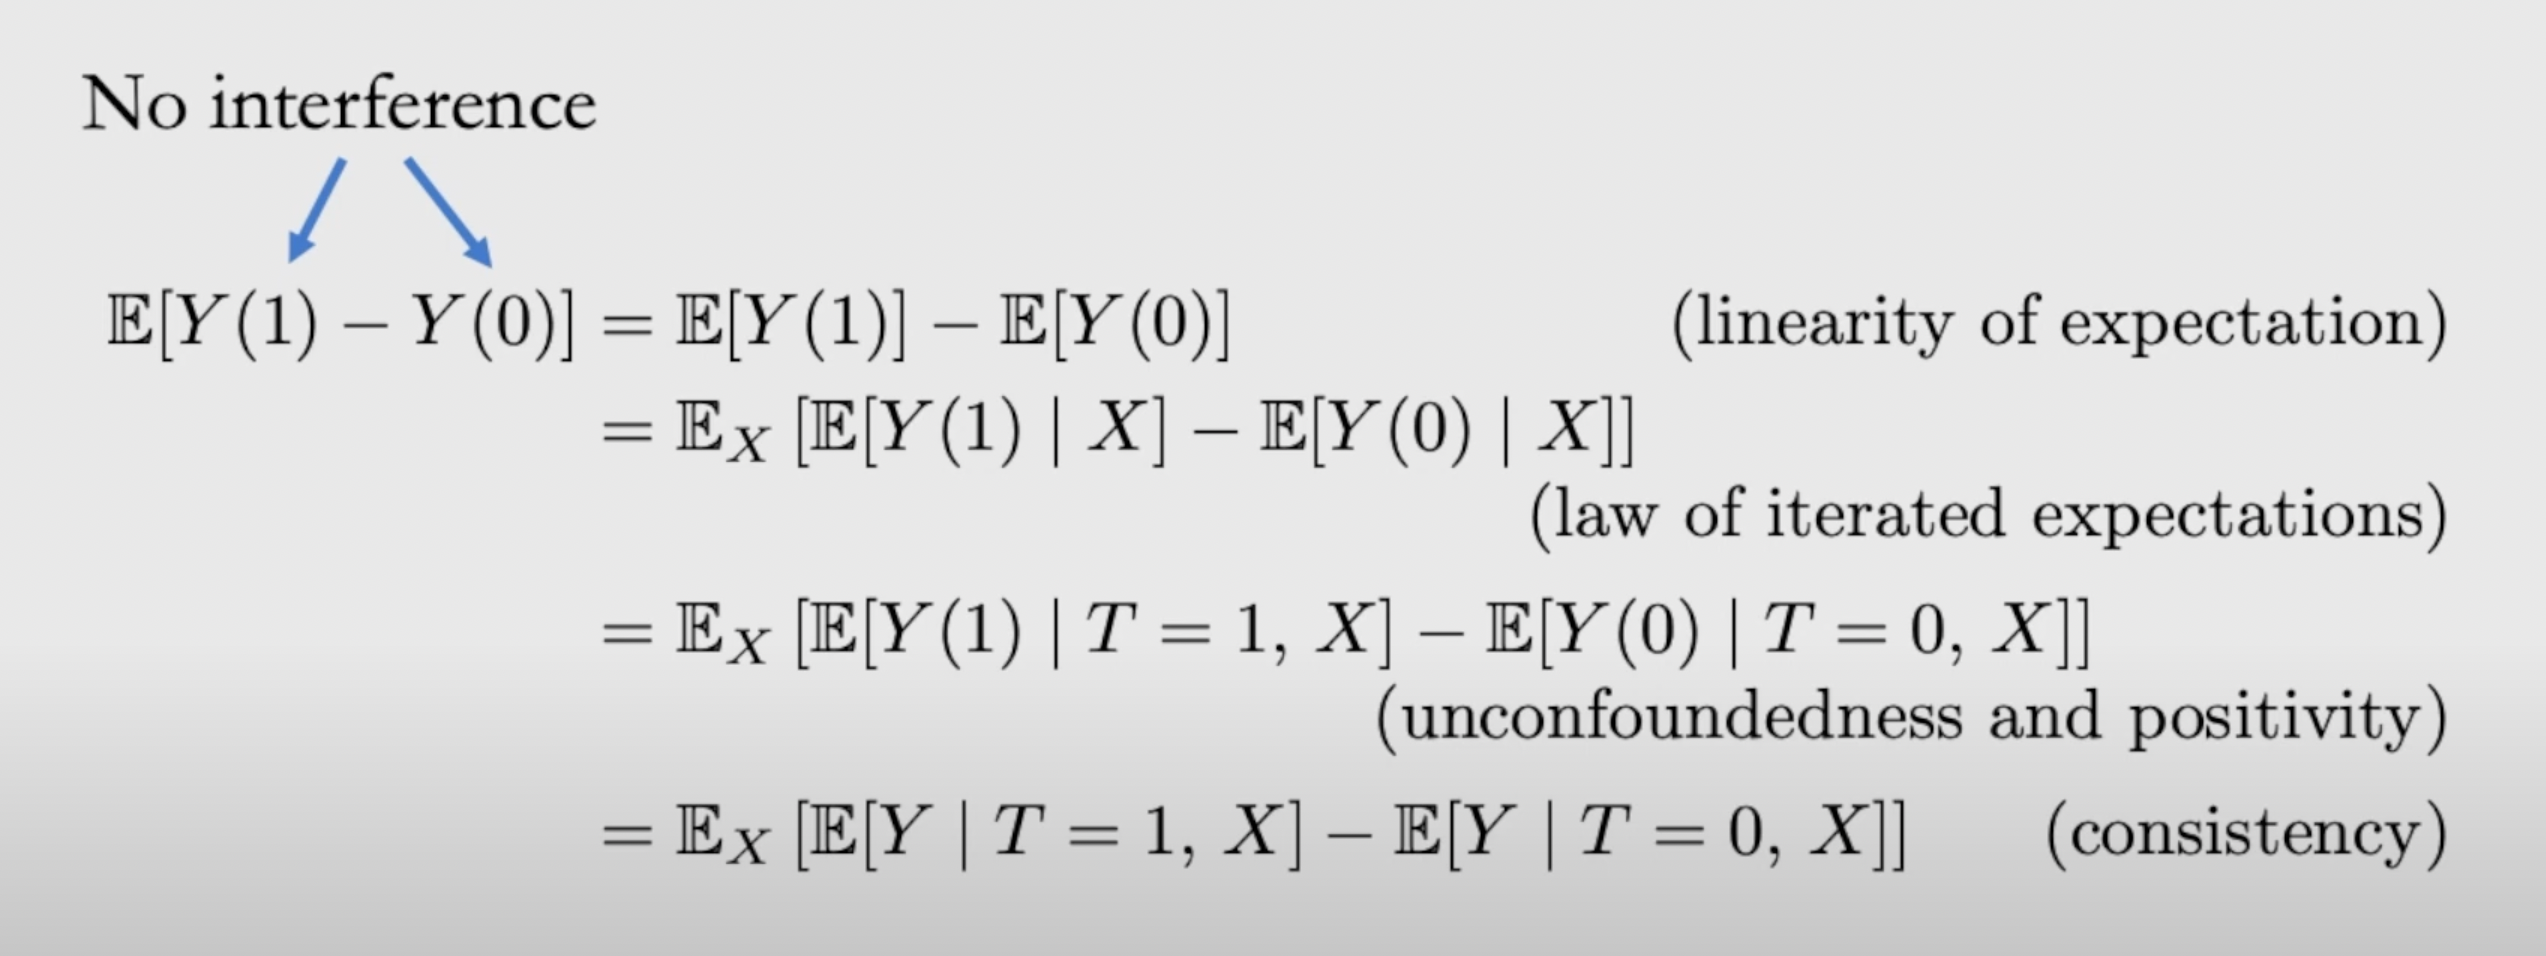 No interference
𝔼[Y(1) − Y(0)] = 𝔼[Y(1)] − 𝔼[Y(0)] (linearity of expectation)
= 𝔼_X [𝔼[Y(1) | X] − 𝔼[Y(0) | X]]
(law of iterated expectations)
= 𝔼_X [𝔼[Y(1) | T = 1, X] − 𝔼[Y(0) | T = 0, X]]
(unconfoundedness and positivity)
= 𝔼_X [𝔼[Y | T = 1, X] − 𝔼[Y | T = 0, X]] (consistency)